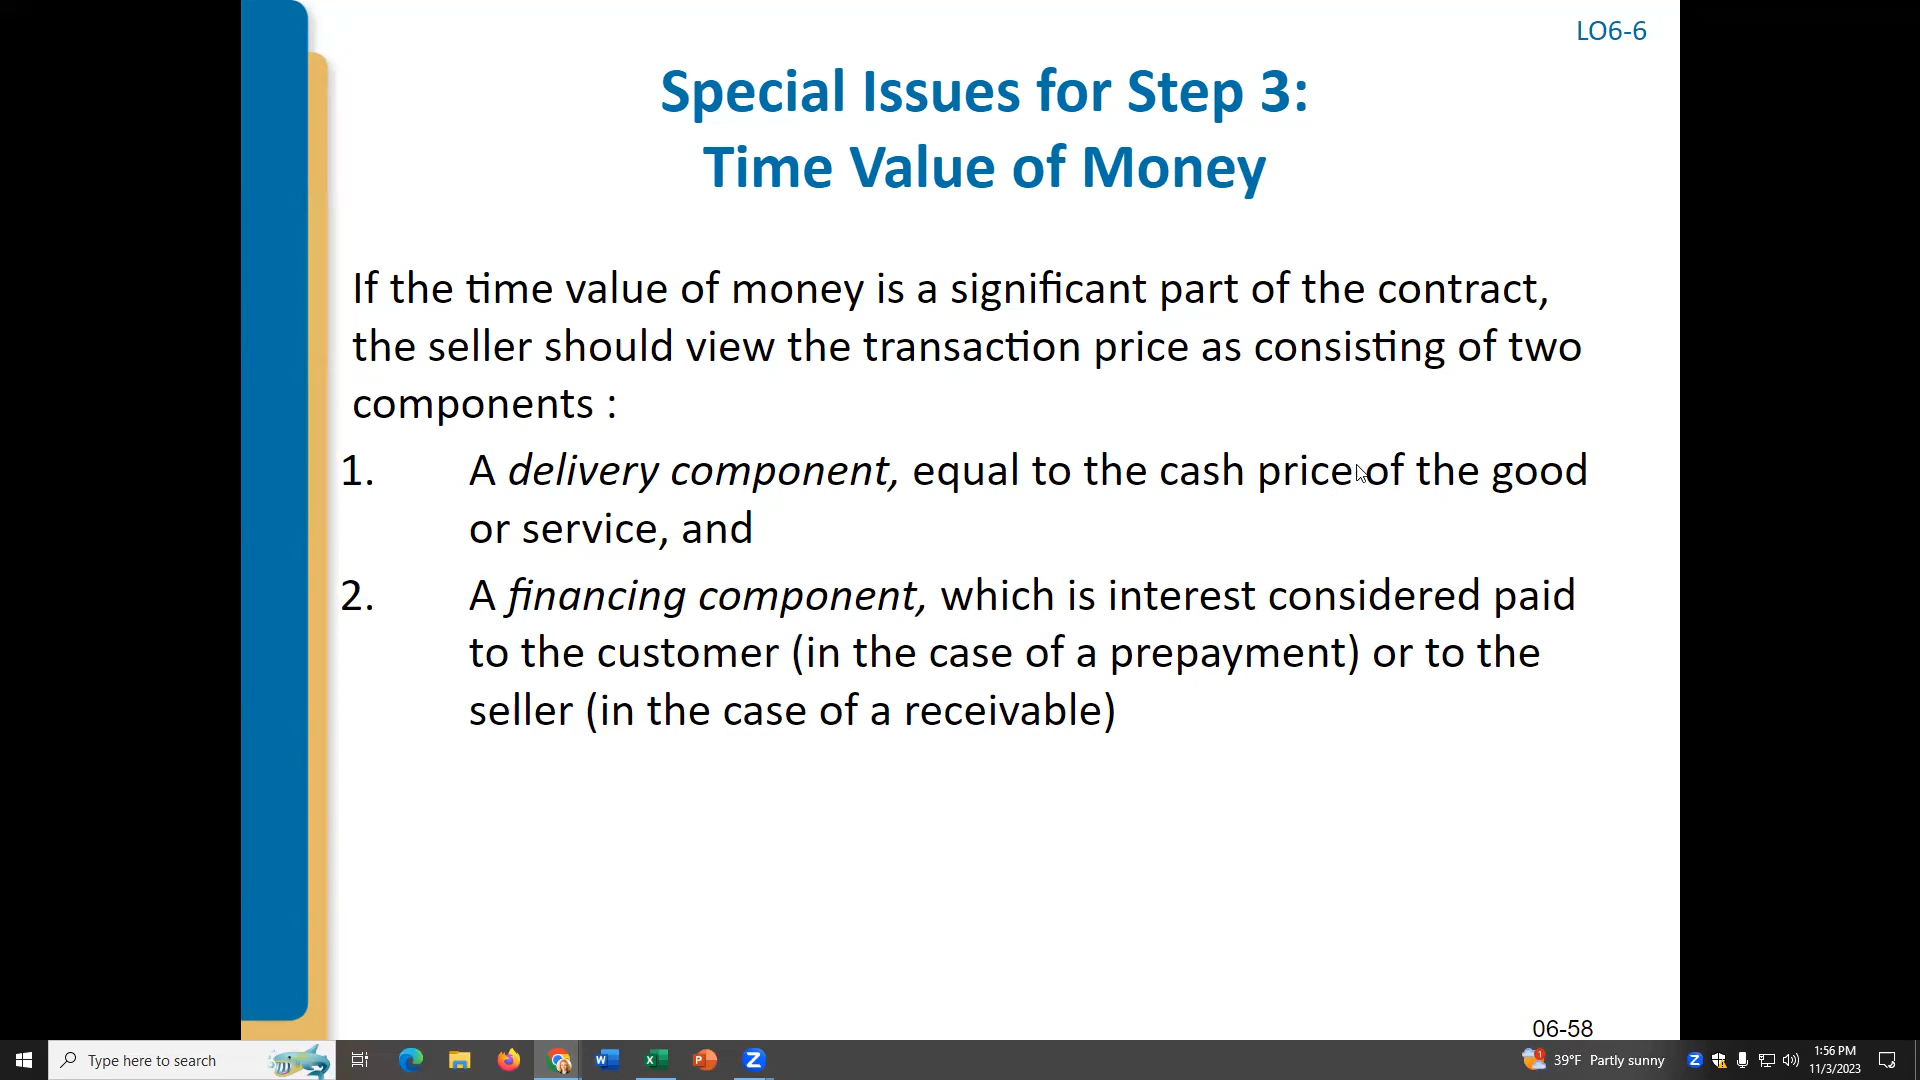 LO6-6
Special Issues for Step 3:
Time Value of Money
If the time value of money is a significant part of the contract,
the seller should view the transaction price as consisting of two
components :
1. A delivery component, equal to the cash price of the good
or service, and
2. A financing component, which is interest considered paid
to the customer (in the case of a prepayment) or to the
seller (in the case of a receivable)
06-58
Type here to search
39°F Partly sunny
1:56 PM
11/3/2023